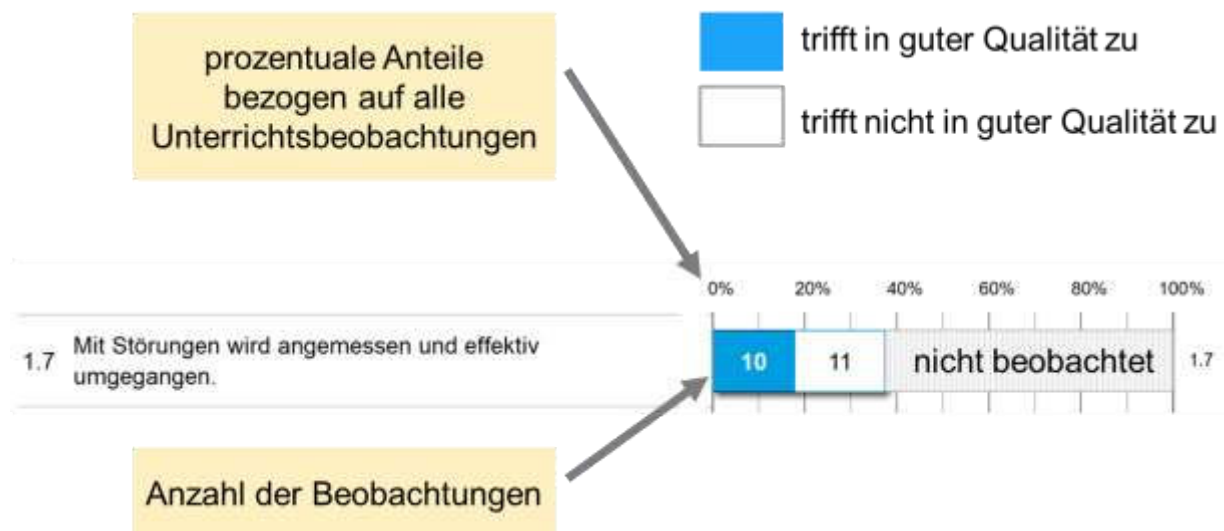 prozentuale Anteile
bezogen auf alle
Unterrichtsbeobachtungen
trifft in guter Qualität zu
trifft nicht in guter Qualität zu
0% 20% 40% 60% 80% 100%
1.7 Mit Störungen wird angemessen und effektiv
umgegangen.
10 11 nicht beobachtet 1.7
Anzahl der Beobachtungen